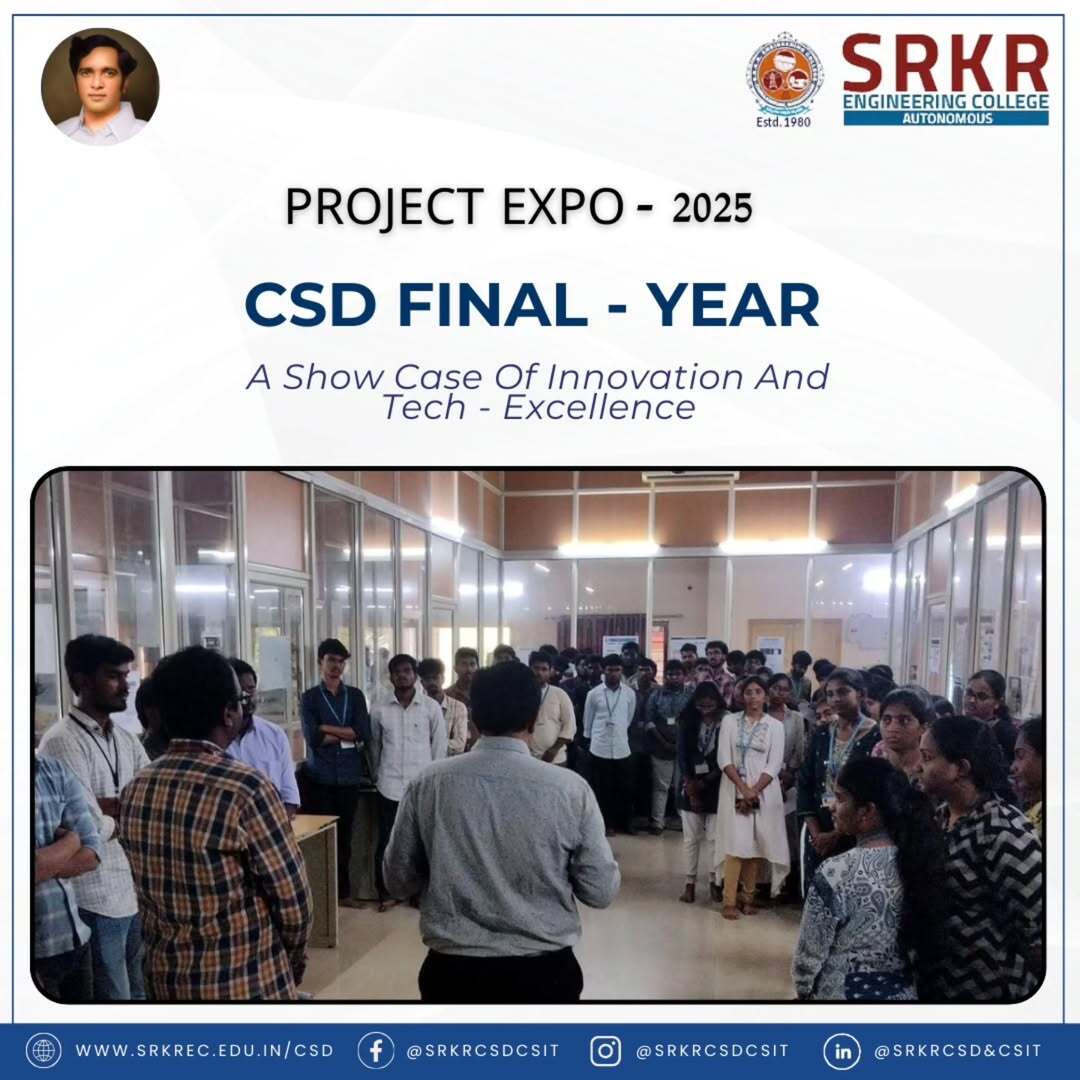 SRKR
ENGINEERING COLLEGE
AUTONOMOUS
Estd.1980
PROJECT EXPO - 2025
CSD FINAL - YEAR
A Show Case Of Innovation And
Tech - Excellence
WWW.SRKREC.EDU.IN/CSD
@SRKRCSDCSIT
@SRKRCSDCSIT
in
@SRKRCSD&CSIT